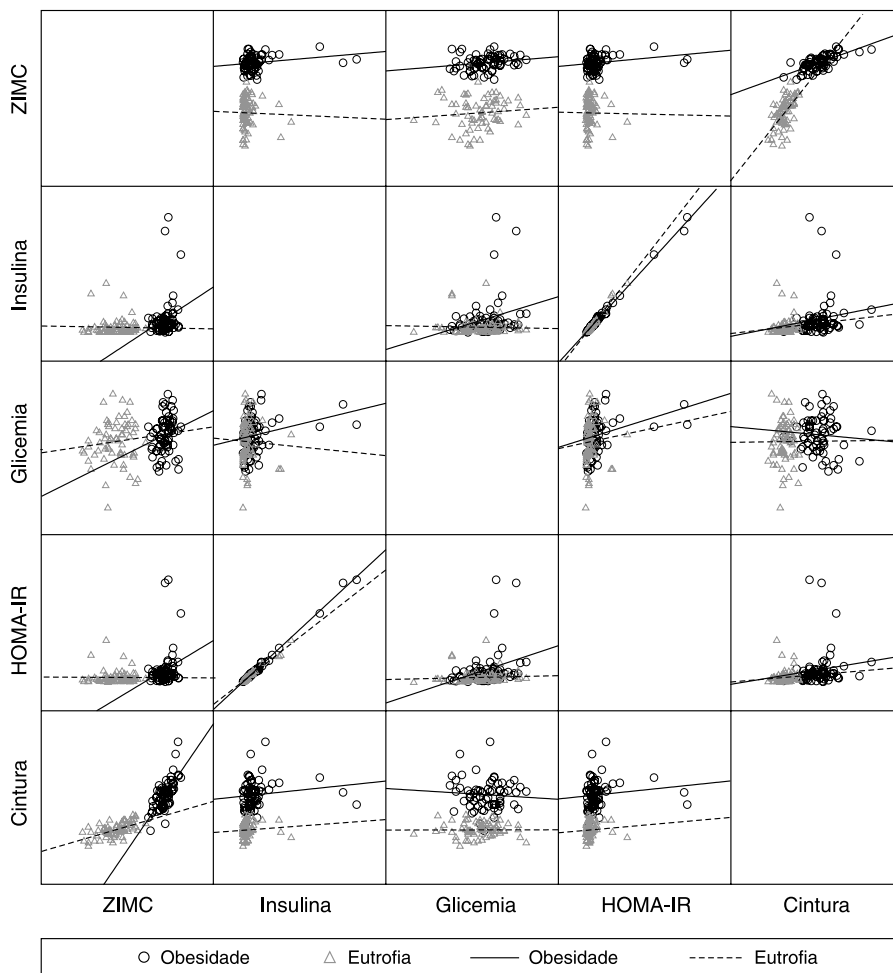 ZIMC
Insulina
Glicemia
HOMA-IR
Cintura
ZIMC Insulina Glicemia HOMA-IR Cintura
Obesidade Eutrofia Obesidade Eutrofia